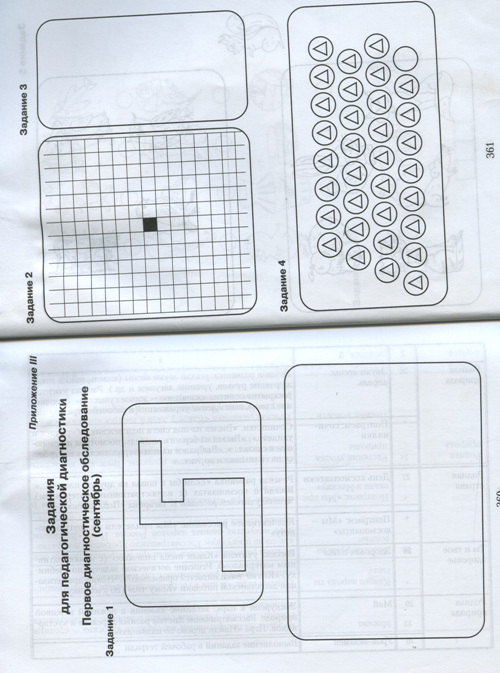 Приложение III
Задания
для педагогической диагностики
Первое диагностическое обследование
(сентябрь)
Задание 1
Задание 2
Задание 3
Задание 4
361